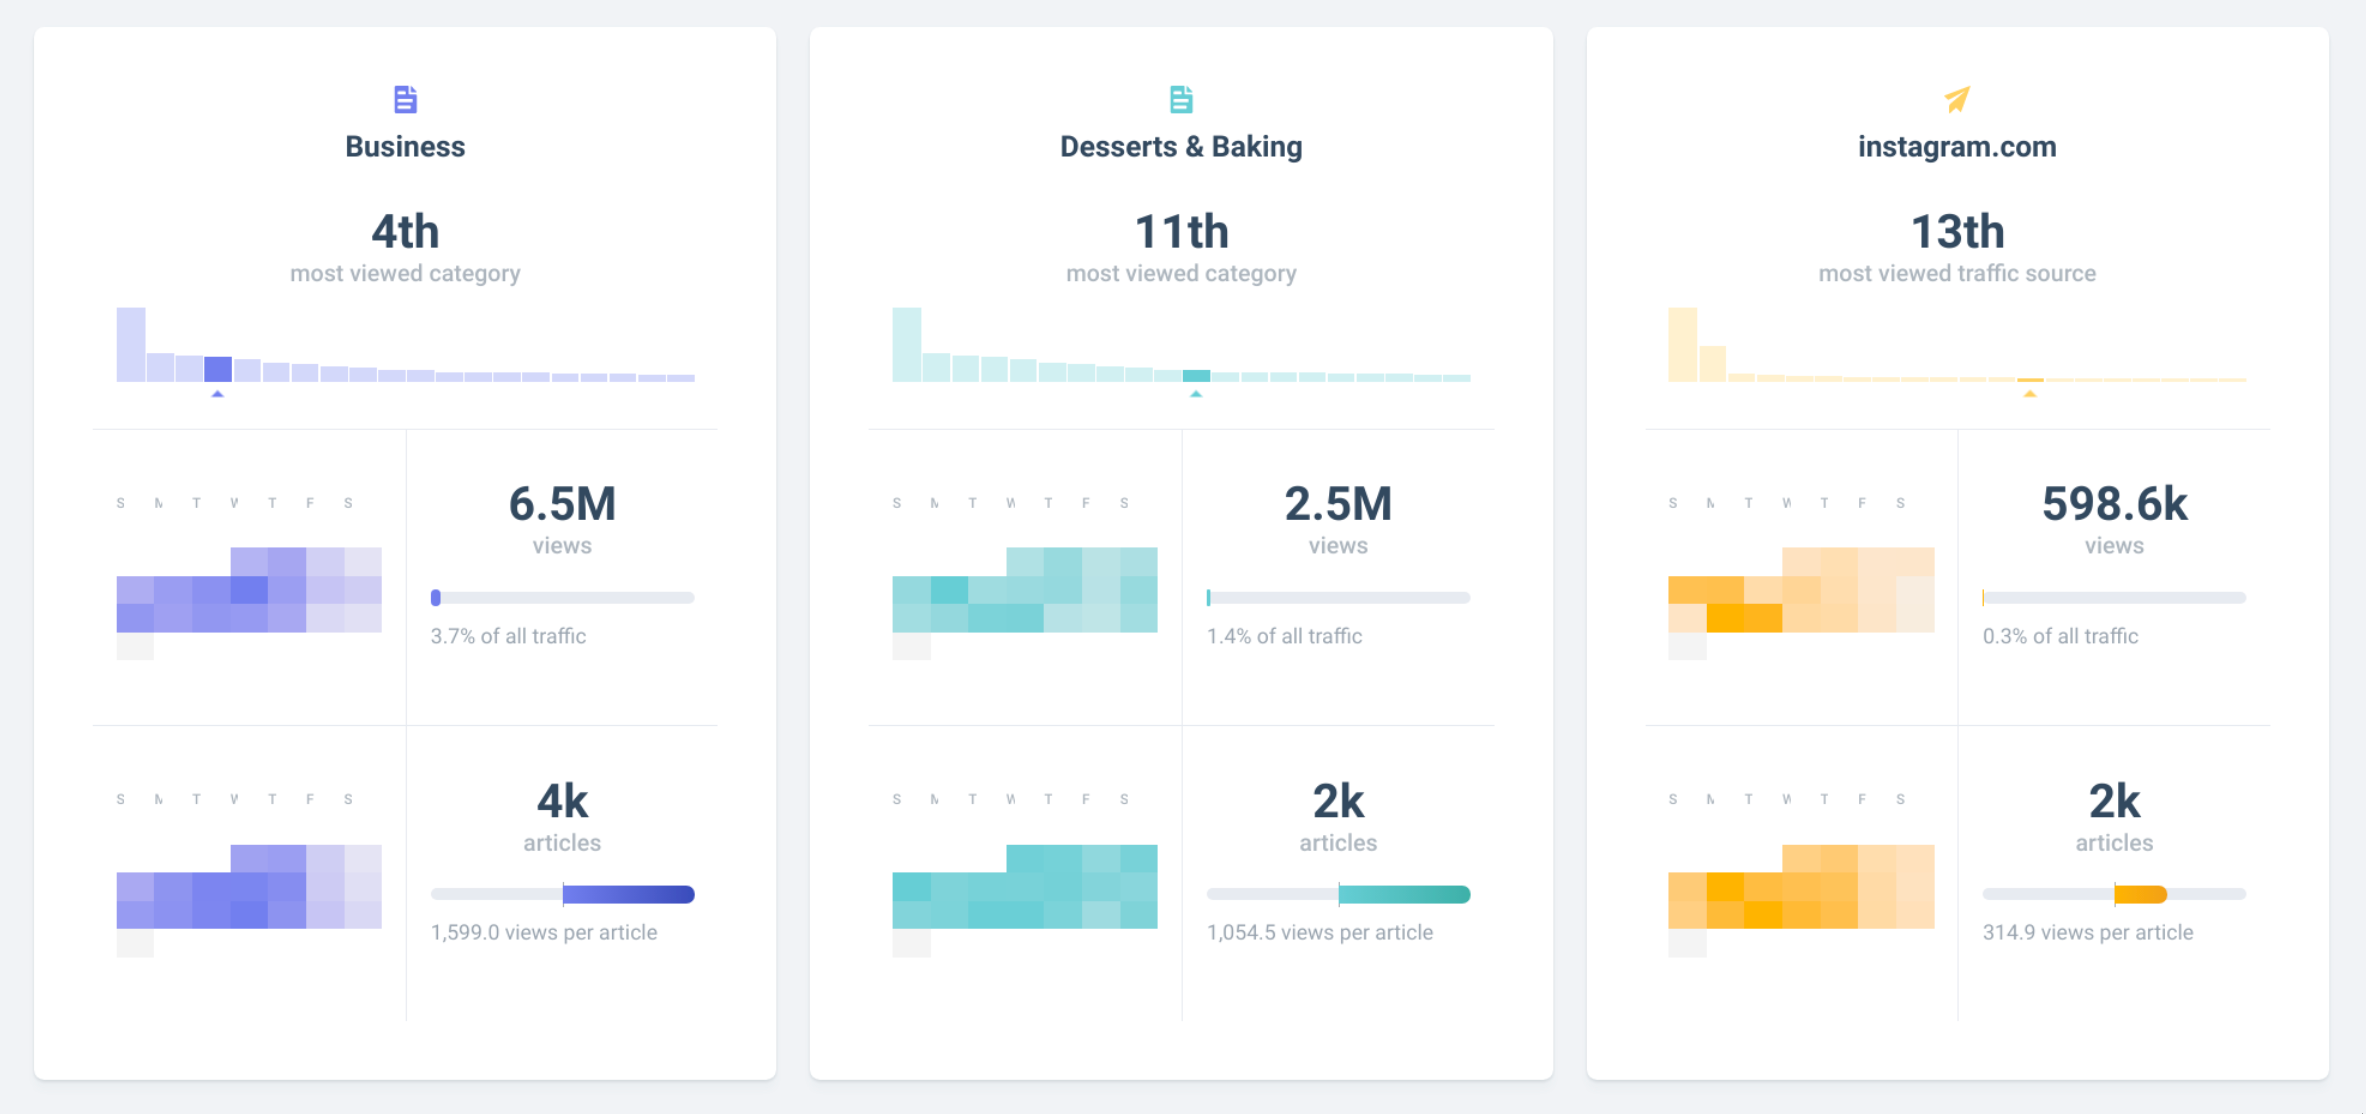 Business
4th
most viewed category
S M T W T F S
6.5M
views
3.7% of all traffic
S M T W T F S
4k
articles
1,599.0 views per article
Desserts & Baking
11th
most viewed category
S M T W T F S
2.5M
views
1.4% of all traffic
S M T W T F S
2k
articles
1,054.5 views per article
instagram.com
13th
most viewed traffic source
S M T W T F S
598.6k
views
0.3% of all traffic
S M T W T F S
2k
articles
314.9 views per article